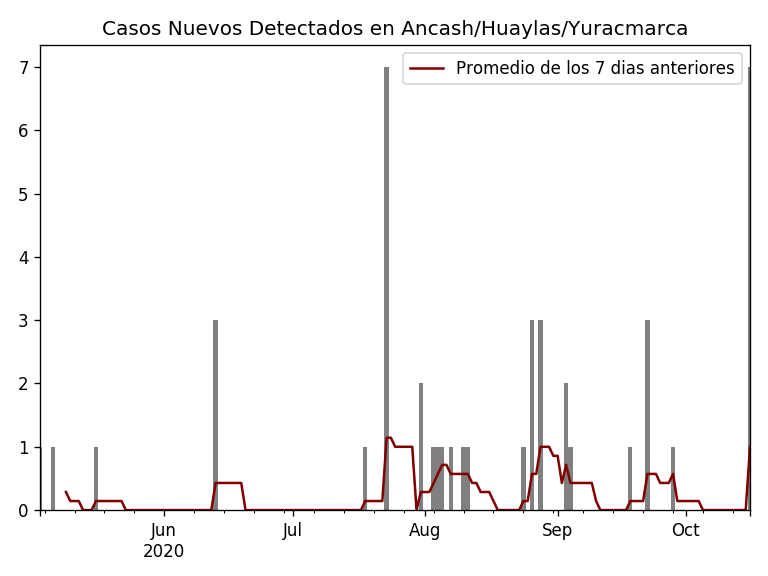 Casos Nuevos Detectados en Ancash/Huaylas/Yuracmarca
Promedio de los 7 dias anteriores
7
6
5
4
3
2
1
0
Jun
2020
Jul
Aug
Sep
Oct